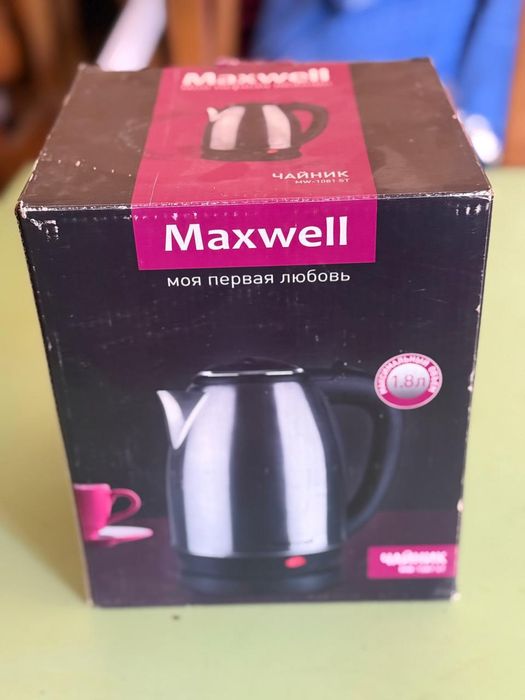 Maxwell
ЧАЙНИК
MW-1081 ST
Maxwell
моя первая любовь
1.8л
ЧАЙНИК